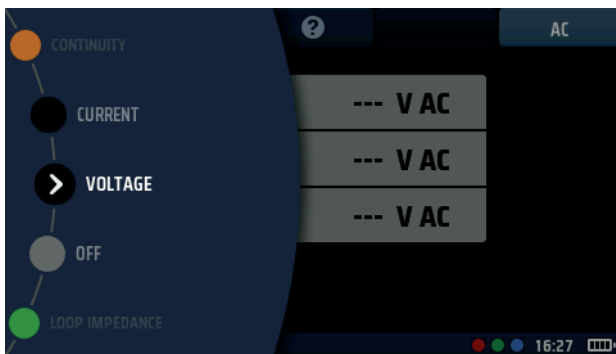 ?
AC
CONTINUITY
CURRENT
VOLTAGE
OFF
LOOP IMPEDANCE
--- V AC
--- V AC
--- V AC
16:27